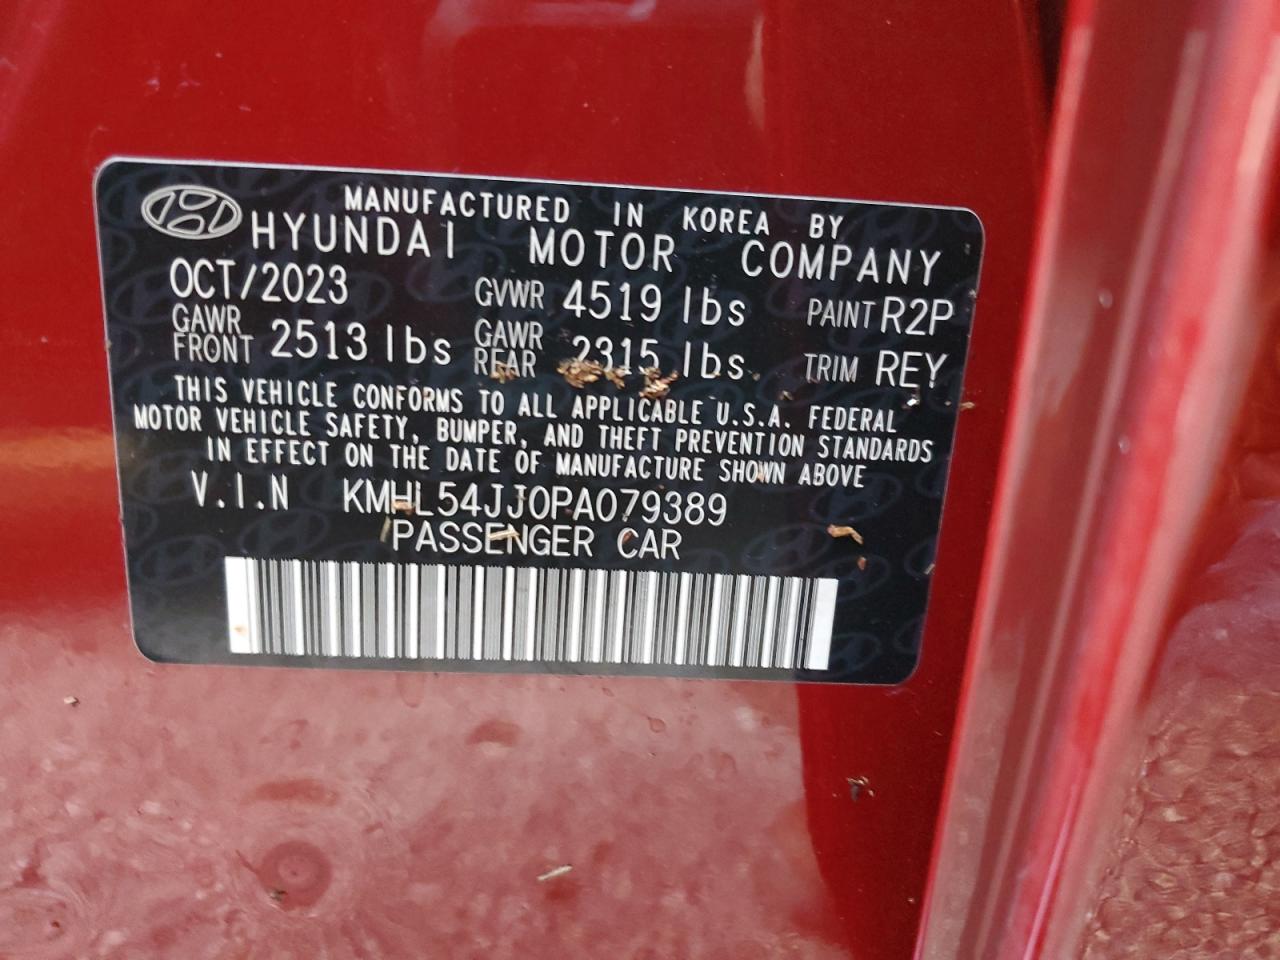 MANUFACTURED IN KOREA BY
HYUNDAI MOTOR COMPANY
OCT/2023 GVWR 4519 lbs PAINT R2P
GAWR FRONT 2513 lbs GAWR REAR 2315 lbs TRIM REY
THIS VEHICLE CONFORMS TO ALL APPLICABLE U.S.A. FEDERAL
MOTOR VEHICLE SAFETY, BUMPER, AND THEFT PREVENTION STANDARDS
IN EFFECT ON THE DATE OF MANUFACTURE SHOWN ABOVE
V.I.N KMHL54JJ0PA079389
PASSENGER CAR